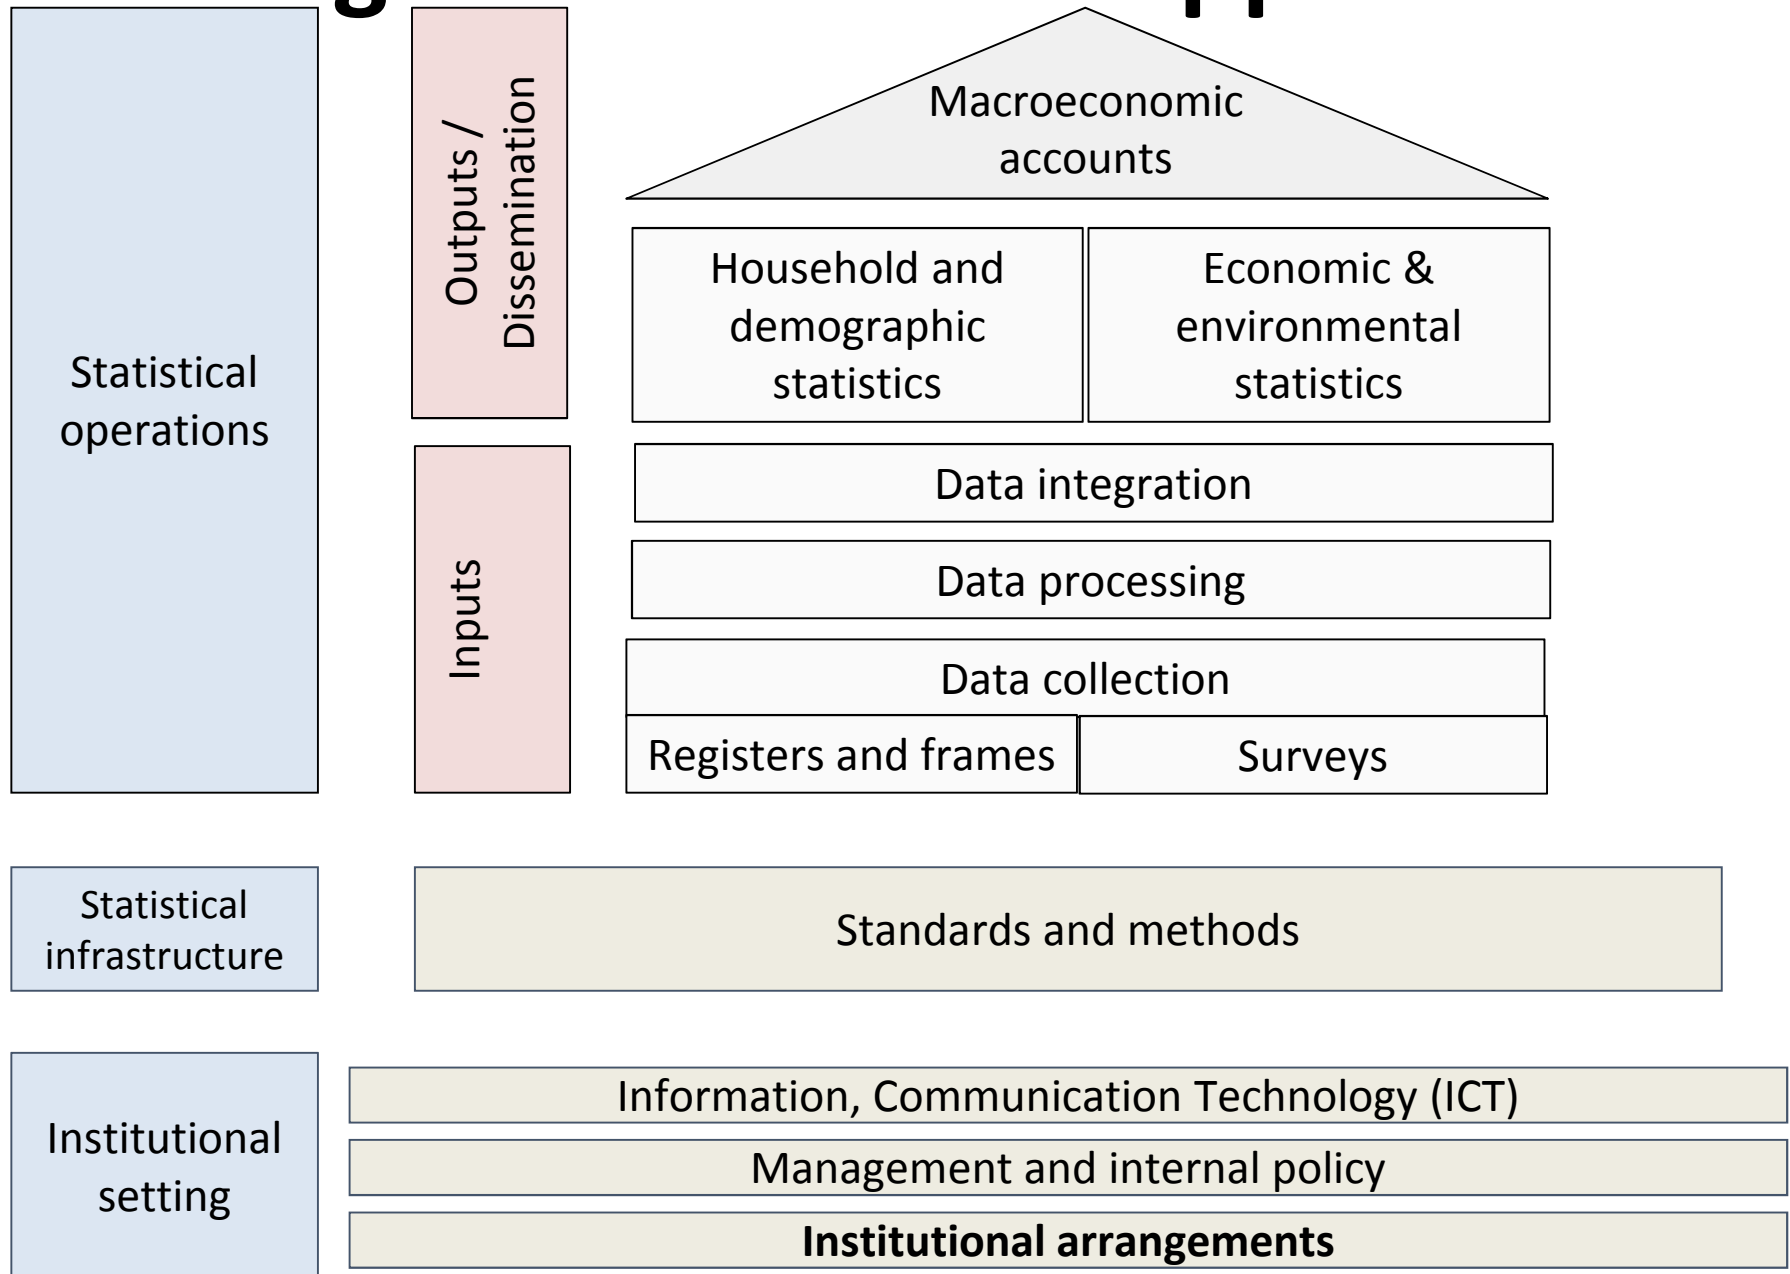 Macroeconomic
accounts
Outputs /
Dissemination
Household and
demographic
statistics
Economic &
environmental
statistics
Statistical
operations
Data integration
Data processing
Inputs
Data collection
Registers and frames
Surveys
Statistical
infrastructure
Standards and methods
Institutional
setting
Information, Communication Technology (ICT)
Management and internal policy
Institutional arrangements